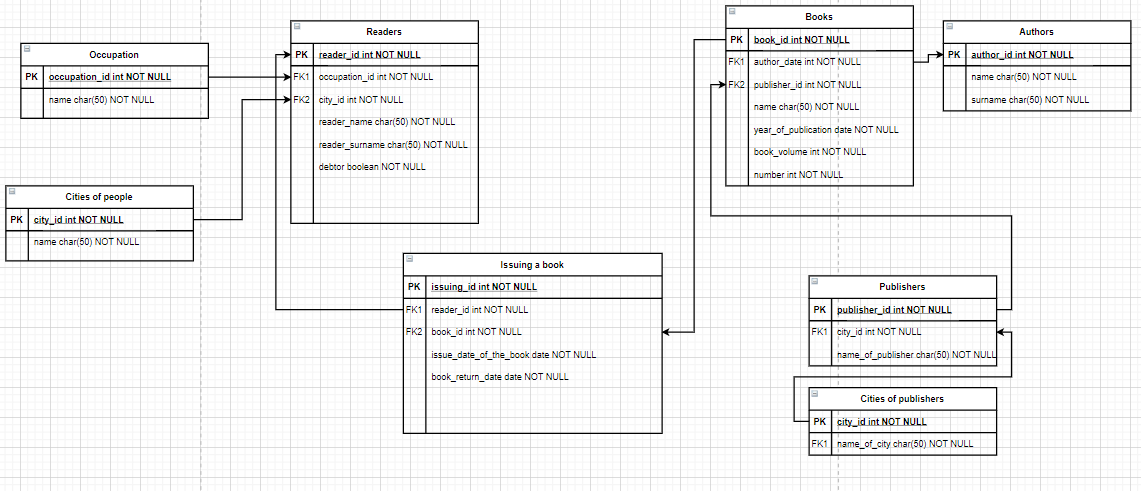 Occupation
PK occupation_id int NOT NULL
name char(50) NOT NULL
Cities of people
PK city_id int NOT NULL
name char(50) NOT NULL
Readers
PK reader_id int NOT NULL
FK1 occupation_id int NOT NULL
FK2 city_id int NOT NULL
reader_name char(50) NOT NULL
reader_surname char(50) NOT NULL
debtor boolean NOT NULL
Issuing a book
PK issuing_id int NOT NULL
FK1 reader_id int NOT NULL
FK2 book_id int NOT NULL
issue_date_of_the_book date NOT NULL
book_return_date date NOT NULL
Books
PK book_id int NOT NULL
FK1 author_date int NOT NULL
FK2 publisher_id int NOT NULL
name char(50) NOT NULL
year_of_publication date NOT NULL
book_volume int NOT NULL
number int NOT NULL
Authors
PK author_id int NOT NULL
name char(50) NOT NULL
surname char(50) NOT NULL
Publishers
PK publisher_id int NOT NULL
FK1 city_id int NOT NULL
name_of_publisher char(50) NOT NULL
Cities of publishers
PK city_id int NOT NULL
FK1 name_of_city char(50) NOT NULL